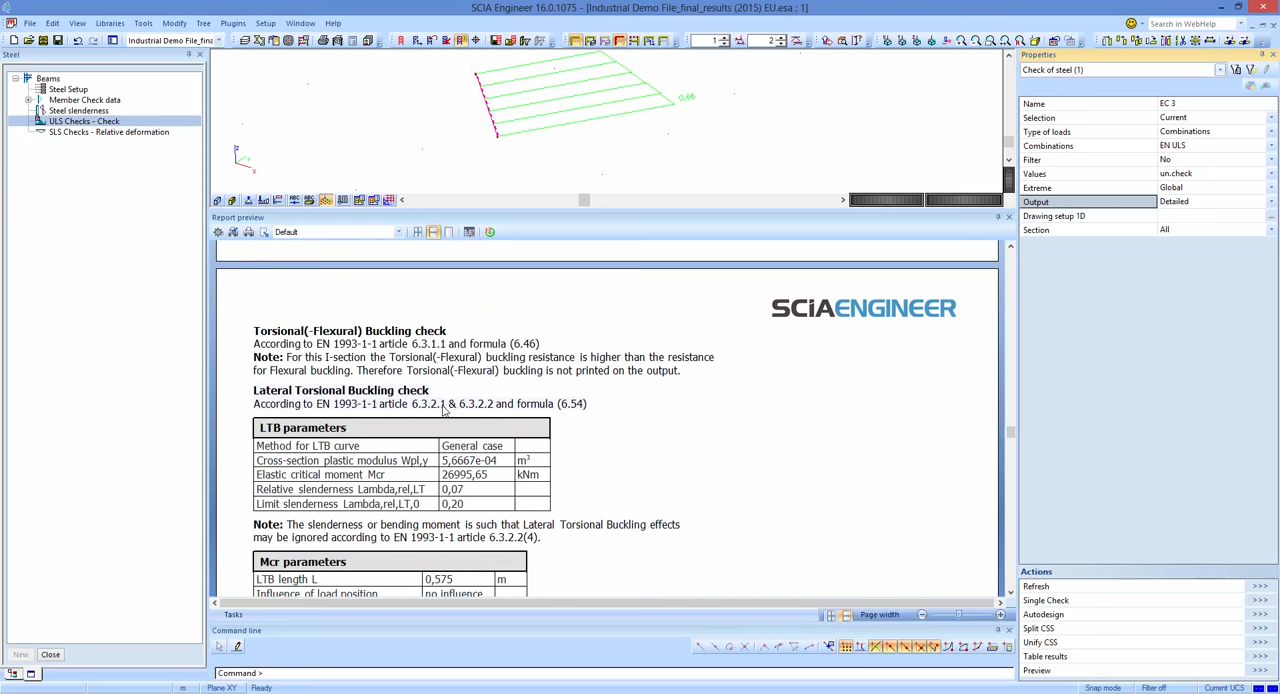 SCIA Engineer 16.0.1075 - [Industrial Demo File_final_results (2015) EU.esa : 1]
File Edit View Libraries Tools Modify Tree Plugins Setup Window Help
Search in WebHelp
Industrial Demo File_fina
1
2
Steel
Beams
Steel Setup
Member Check data
Steel slenderness
ULS Checks - Check
SLS Checks - Relative deformation
New
Close
0,66
z
y
x
Report preview
Default
SCiAENGINEER
Torsional(-Flexural) Buckling check
According to EN 1993-1-1 article 6.3.1.1 and formula (6.46)
Note: For this I-section the Torsional(-Flexural) buckling resistance is higher than the resistance
for Flexural buckling. Therefore Torsional(-Flexural) buckling is not printed on the output.
Lateral Torsional Buckling check
According to EN 1993-1-1 article 6.3.2.1 & 6.3.2.2 and formula (6.54)
LTB parameters
Method for LTB curve General case
Cross-section plastic modulus Wpl,y 5,6667e-04 m³
Elastic critical moment Mcr 26995,65 kNm
Relative slenderness Lambda,rel,LT 0,07
Limit slenderness Lambda,rel,LT,0 0,20
Note: The slenderness or bending moment is such that Lateral Torsional Buckling effects
may be ignored according to EN 1993-1-1 article 6.3.2.2(4).
Mcr parameters
LTB length L 0,575 m
Influence of load position no influence
Tasks
Page width
Command line
Command >
Properties
Check of steel (1)
Name EC 3
Selection Current
Type of loads Combinations
Combinations EN ULS
Filter No
Values un.check
Extreme Global
Output Detailed
Drawing setup 1D ...
Section All
Actions
Refresh >>>
Single Check >>>
Autodesign >>>
Split CSS >>>
Unify CSS >>>
Table results >>>
Preview >>>
m Plane XY Ready Snap mode Filter off Current UCS